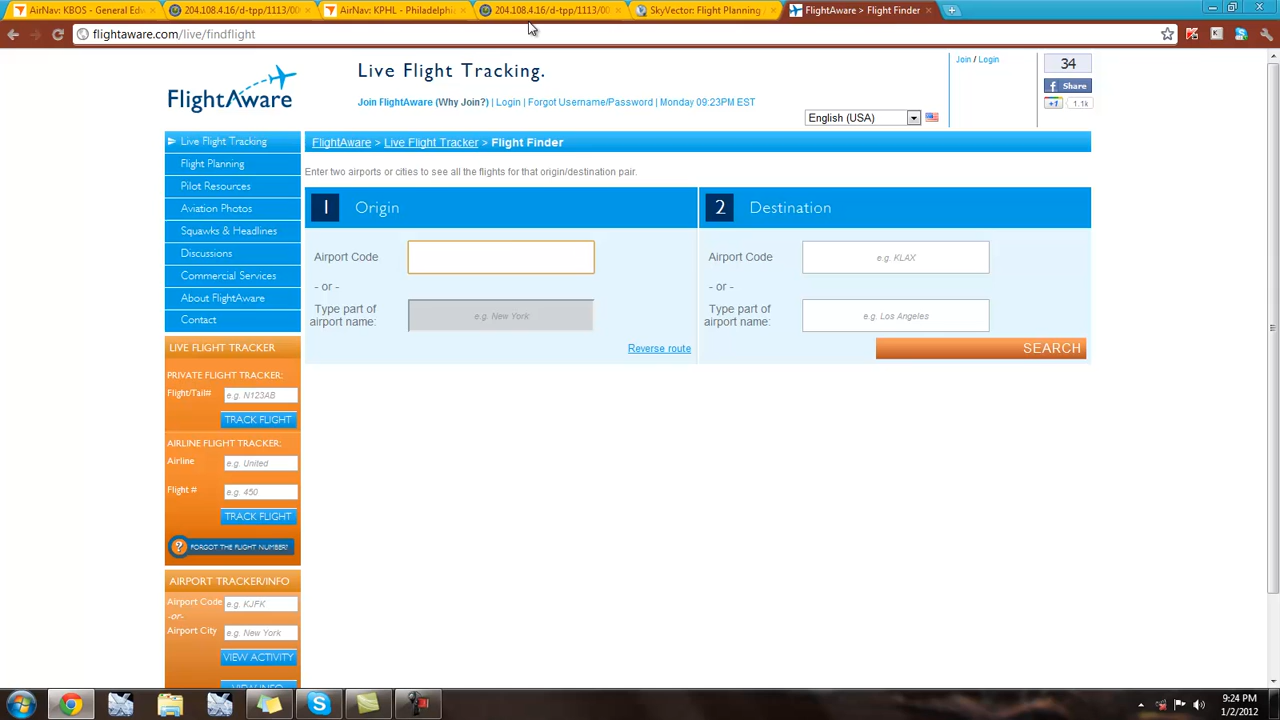 AirNav: KBOS - General Edw
204.108.4.16/d-tpp/1113/00
AirNav: KPHL - Philadelphi
204.108.4.16/d-tpp/1113/00
SkyVector: Flight Planning
FlightAware > Flight Finder
flightaware.com/live/findflight
FlightAware
Live Flight Tracking.
Join FlightAware (Why Join?) | Login | Forgot Username/Password | Monday 09:23PM EST
English (USA)
Join / Login
34
Share
+1
1.1k
Live Flight Tracking
Flight Planning
Pilot Resources
Aviation Photos
Squawks & Headlines
Discussions
Commercial Services
About FlightAware
Contact
LIVE FLIGHT TRACKER
PRIVATE FLIGHT TRACKER:
Flight/Tail#
e.g. N123AB
TRACK FLIGHT
AIRLINE FLIGHT TRACKER:
Airline
e.g. United
Flight #
e.g. 450
TRACK FLIGHT
? FORGOT THE FLIGHT NUMBER?
AIRPORT TRACKER/INFO
Airport Code
e.g. KJFK
-or-
Airport City
e.g. New York
VIEW ACTIVITY
VIEW INFO
FlightAware > Live Flight Tracker > Flight Finder
Enter two airports or cities to see all the flights for that origin/destination pair.
1 Origin
Airport Code
- or -
Type part of
airport name:
e.g. New York
Reverse route
2 Destination
Airport Code
e.g. KLAX
- or -
Type part of
airport name:
e.g. Los Angeles
SEARCH
9:24 PM
1/2/2012